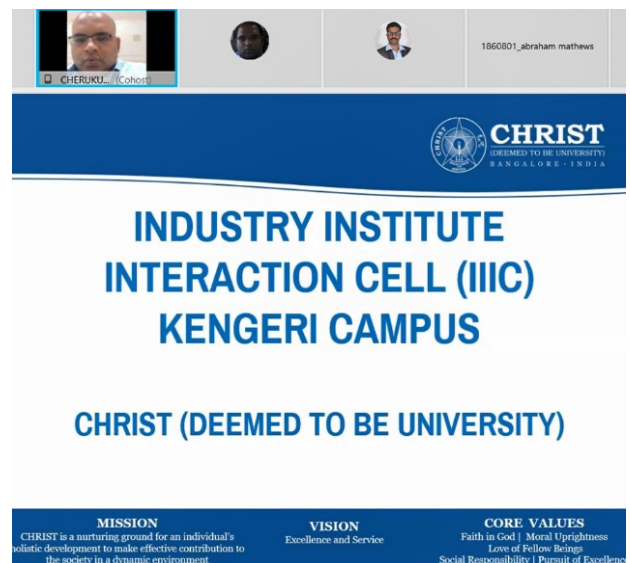 CHERUKU... (Cohost)
1860801_abraham mathews
CHRIST
(DEEMED TO BE UNIVERSITY)
BANGALORE · INDIA
INDUSTRY INSTITUTE
INTERACTION CELL (IIIC)
KENGERI CAMPUS
CHRIST (DEEMED TO BE UNIVERSITY)
MISSION
CHRIST is a nurturing ground for an individual's
holistic development to make effective contribution to
the society in a dynamic environment
VISION
Excellence and Service
CORE VALUES
Faith in God | Moral Uprightness
Love of Fellow Beings
Social Responsibility | Pursuit of Excellence